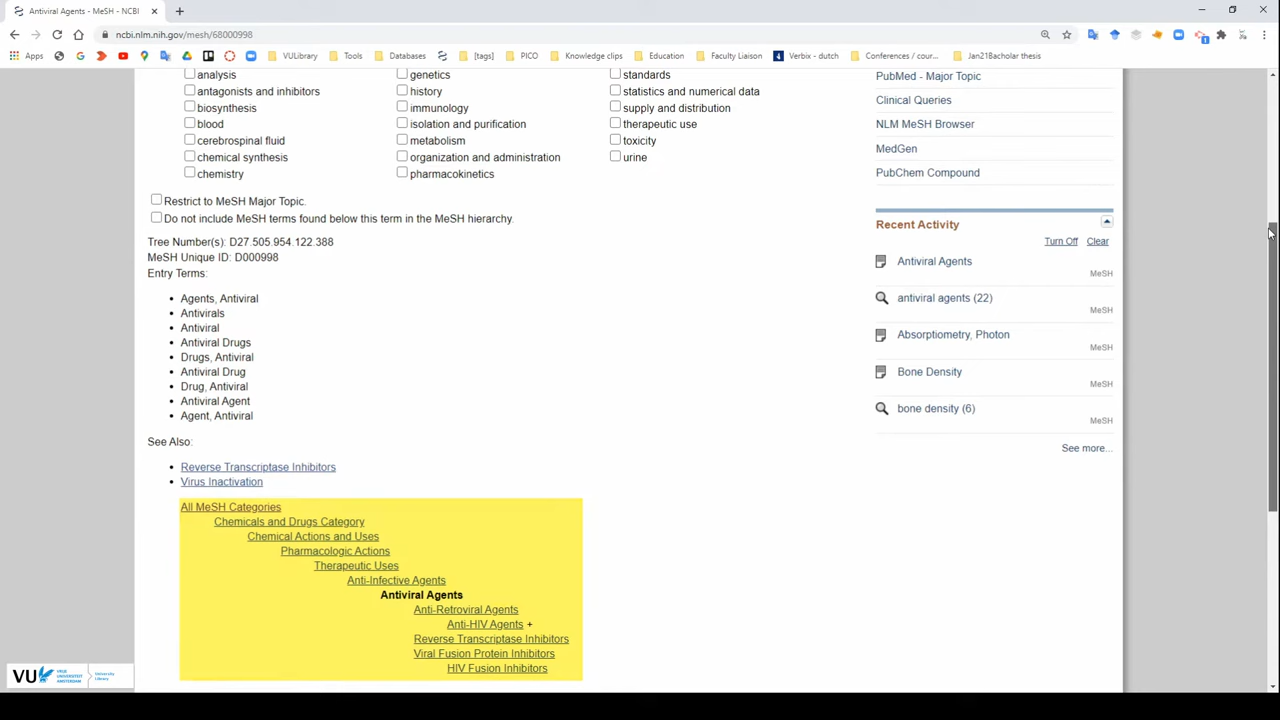 Antiviral Agents - MeSH - NCBI
ncbi.nlm.nih.gov/mesh/68000998
Apps
VULibrary
Tools
Databases
[tags]
PICO
Knowledge clips
Education
Faculty Liaison
Verbix - dutch
Conferences / cour...
Jan21Bacholar thesis
analysis
genetics
standards
antagonists and inhibitors
history
statistics and numerical data
biosynthesis
immunology
supply and distribution
blood
isolation and purification
therapeutic use
cerebrospinal fluid
metabolism
toxicity
chemical synthesis
organization and administration
urine
chemistry
pharmacokinetics
Restrict to MeSH Major Topic.
Do not include MeSH terms found below this term in the MeSH hierarchy.
Tree Number(s): D27.505.954.122.388
MeSH Unique ID: D000998
Entry Terms:
Agents, Antiviral
Antivirals
Antiviral
Antiviral Drugs
Drugs, Antiviral
Antiviral Drug
Drug, Antiviral
Antiviral Agent
Agent, Antiviral
See Also:
Reverse Transcriptase Inhibitors
Virus Inactivation
All MeSH Categories
Chemicals and Drugs Category
Chemical Actions and Uses
Pharmacologic Actions
Therapeutic Uses
Anti-Infective Agents
Antiviral Agents
Anti-Retroviral Agents
Anti-HIV Agents +
Reverse Transcriptase Inhibitors
Viral Fusion Protein Inhibitors
HIV Fusion Inhibitors
PubMed - Major Topic
Clinical Queries
NLM MeSH Browser
MedGen
PubChem Compound
Recent Activity
Turn Off Clear
Antiviral Agents
MeSH
antiviral agents (22)
MeSH
Absorptiometry, Photon
MeSH
Bone Density
MeSH
bone density (6)
MeSH
See more...
VU
University
Library